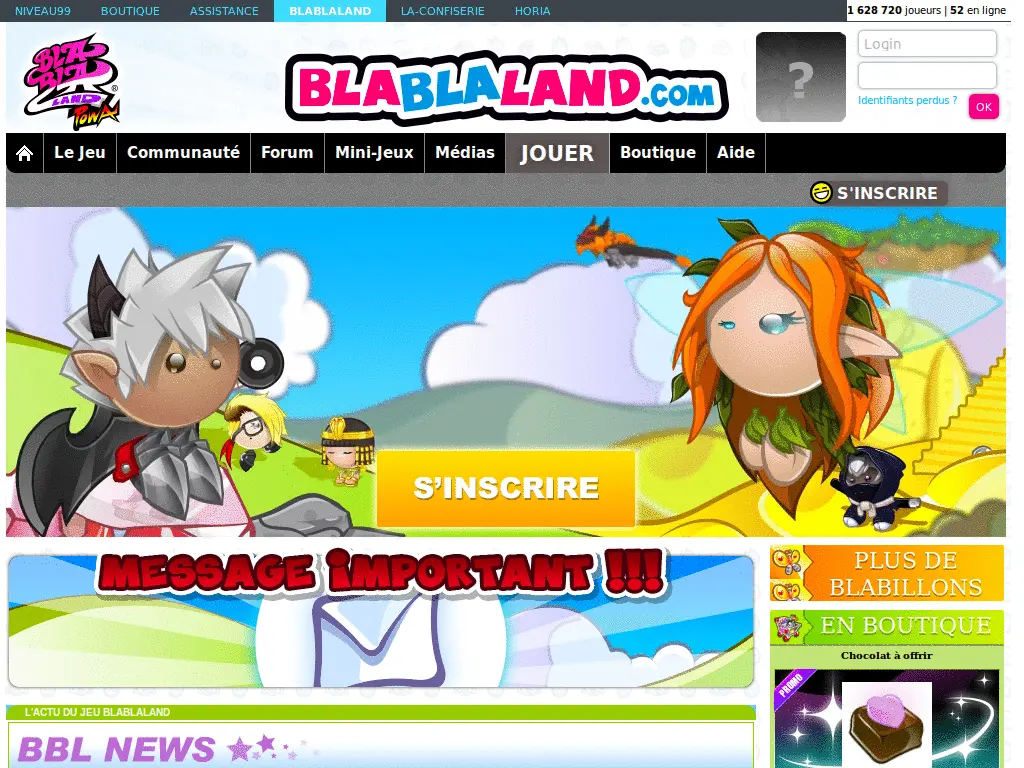 NIVEAU99 BOUTIQUE ASSISTANCE BLABLALAND LA-CONFISERIE HORIA
1 628 720 joueurs | 52 en ligne
BLA
BLA
LAND
POWA
®
BLABLALAND.COM
?
Login
Identifiants perdus ?
OK
Le Jeu Communauté Forum Mini-Jeux Médias JOUER Boutique Aide
S'INSCRIRE
S'INSCRIRE
MESSAGE IMPORTANT !!!
PLUS DE
BLABILLONS
EN BOUTIQUE
Chocolat à offrir
PROMO
L'ACTU DU JEU BLABLALAND
BBL NEWS